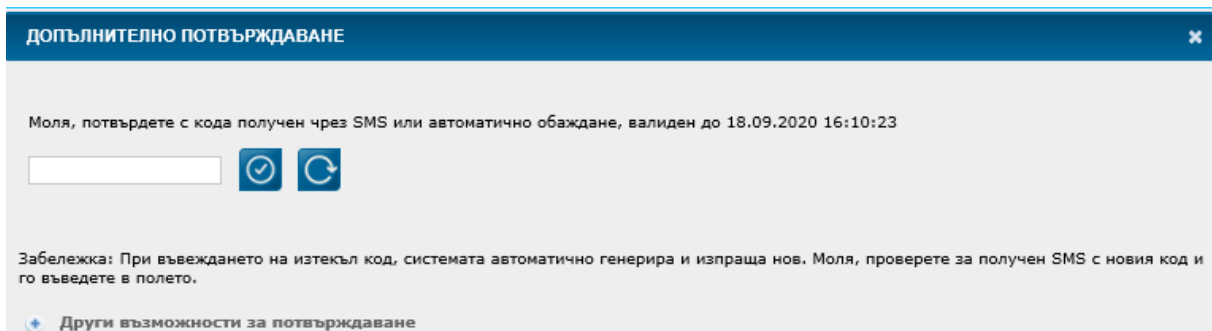 ДОПЪЛНИТЕЛНО ПОТВЪРЖДАВАНЕ
Моля, потвърдете с кода получен чрез SMS или автоматично обаждане, валиден до 18.09.2020 16:10:23
Забележка: При въвеждането на изтекъл код, системата автоматично генерира и изпраща нов. Моля, проверете за получен SMS с новия код и
го въведете в полето.
Други възможности за потвърждаване